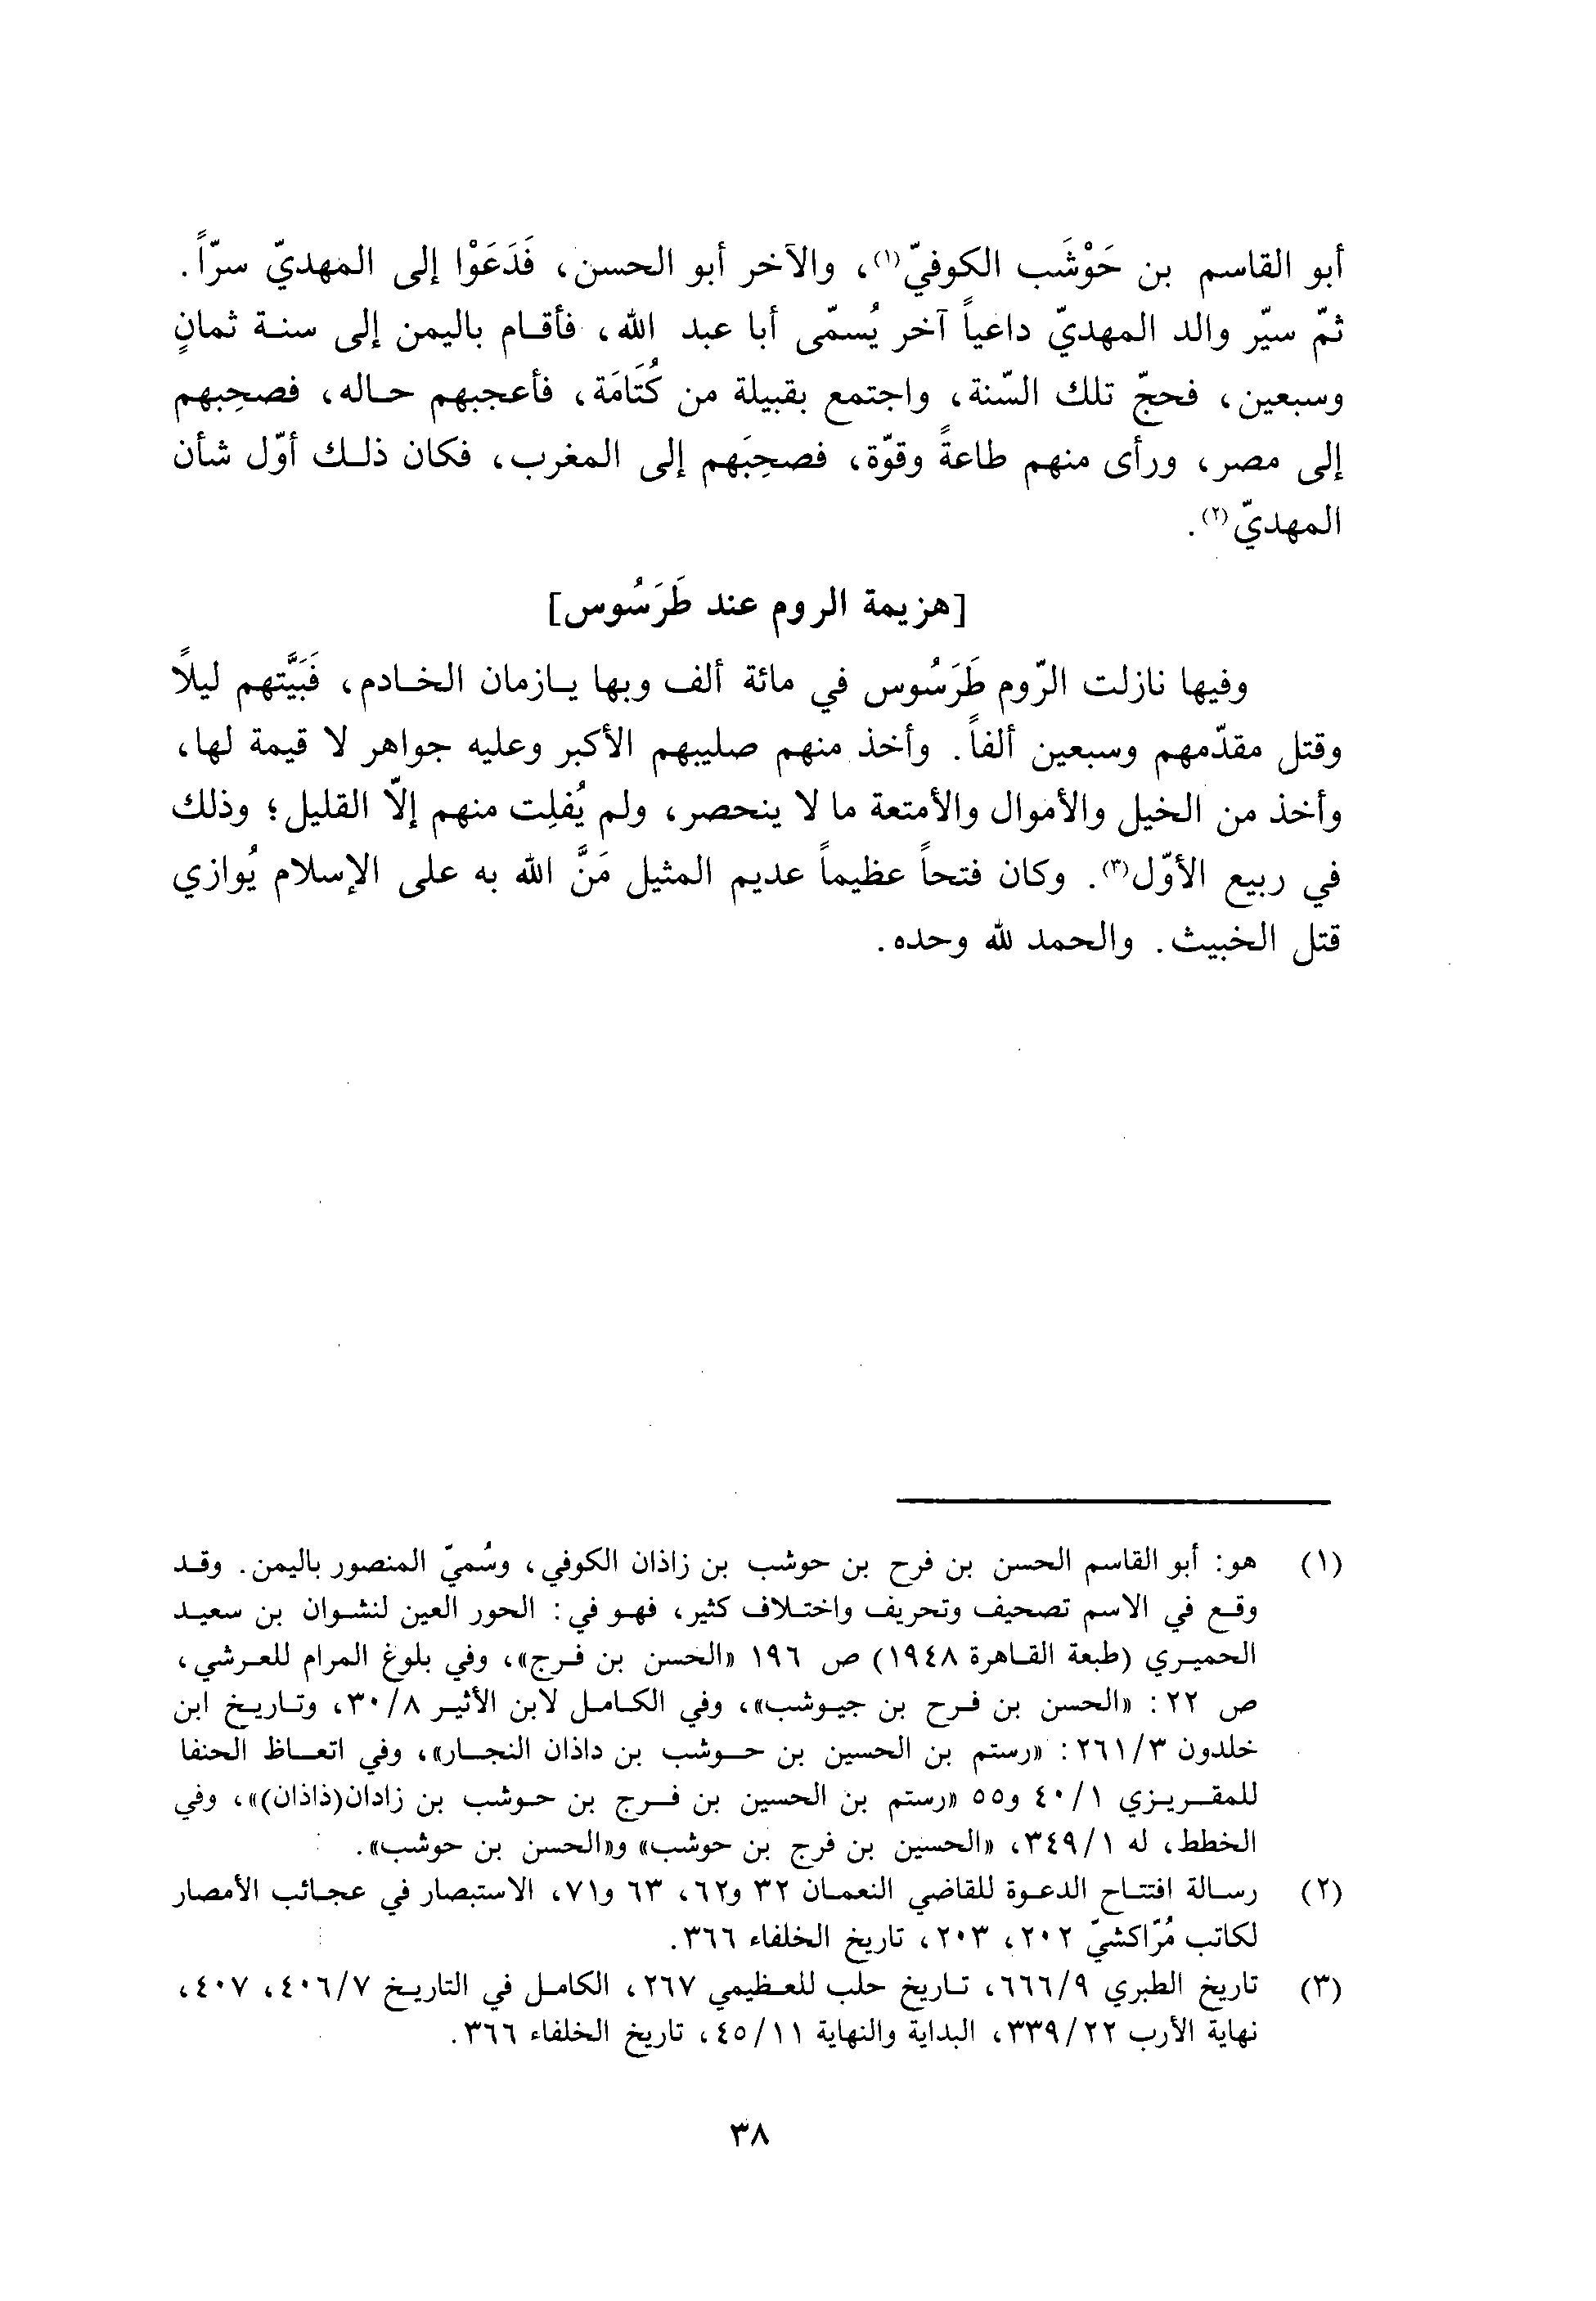 أبو القاسم بن حَوْشَب الكوفيّ(١)، والآخر أبو الحسن، فَدَعَوْا إلى المهديّ سرّاً.
ثمّ سيّر والد المهديّ داعياً آخر يُسمّى أبا عبد الله، فأقام باليمن إلى سنة ثمانٍ
وسبعين، فحجّ تلك السّنة، واجتمع بقبيلة من كُتَامَة، فأعجبهم حاله، فصحِبهم
إلى مصر، ورأى منهم طاعةً وقوّة، فصحِبَهم إلى المغرب، فكان ذلك أوّل شأن
المهديّ(٢).
[هزيمة الروم عند طَرَسُوس]
وفيها نازلت الرّوم طَرَسُوس في مائة ألف وبها يازمان الخادم، فَبَيَّتهم ليلاً
وقتل مقدّمهم وسبعين ألفاً. وأخذ منهم صليبهم الأكبر وعليه جواهر لا قيمة لها،
وأخذ من الخيل والأموال والأمتعة ما لا ينحصر، ولم يُفلِت منهم إلاّ القليل؛ وذلك
في ربيع الأوّل(٣). وكان فتحاً عظيماً عديم المثيل مَنَّ الله به على الإسلام يُوازي
قتل الخبيث. والحمد لله وحده.
(١) هو: أبو القاسم الحسن بن فرح بن حوشب بن زاذان الكوفي، وسُميّ المنصور باليمن. وقد
وقع في الاسم تصحيف وتحريف واختلاف كثير، فهو في: الحور العين لنشوان بن سعيد
الحميري (طبعة القاهرة ١٩٤٨) ص ١٩٦ «الحسن بن فرج»، وفي بلوغ المرام للعرشي،
ص ٢٢: «الحسن بن فرح بن جيوشب»، وفي الكامل لابن الأثير ٣٠/٨، وتاريخ ابن
خلدون ٢٦١/٣: «رستم بن الحسين بن حوشب بن داذان النجار»، وفي اتعاظ الحنفا
للمقريزي ٤٠/١ و٥٥ «رستم بن الحسين بن فرج بن حوشب بن زادان(ذاذان)»، وفي
الخطط، له ٣٤٩/١، «الحسين بن فرج بن حوشب» و«الحسن بن حوشب».
(٢) رسالة افتتاح الدعوة للقاضي النعمان ٣٢ و٦٢، ٦٣ و٧١، الاستبصار في عجائب الأمصار
لكاتب مُرّاكشيّ ٢٠٢، ٢٠٣، تاريخ الخلفاء ٣٦٦.
(٣) تاريخ الطبري ٦٦٦/٩، تاريخ حلب للعظيمي ٢٦٧، الكامل في التاريخ ٤٠٦/٧، ٤٠٧،
نهاية الأرب ٣٣٩/٢٢، البداية والنهاية ٤٥/١١، تاريخ الخلفاء ٣٦٦.
٣٨